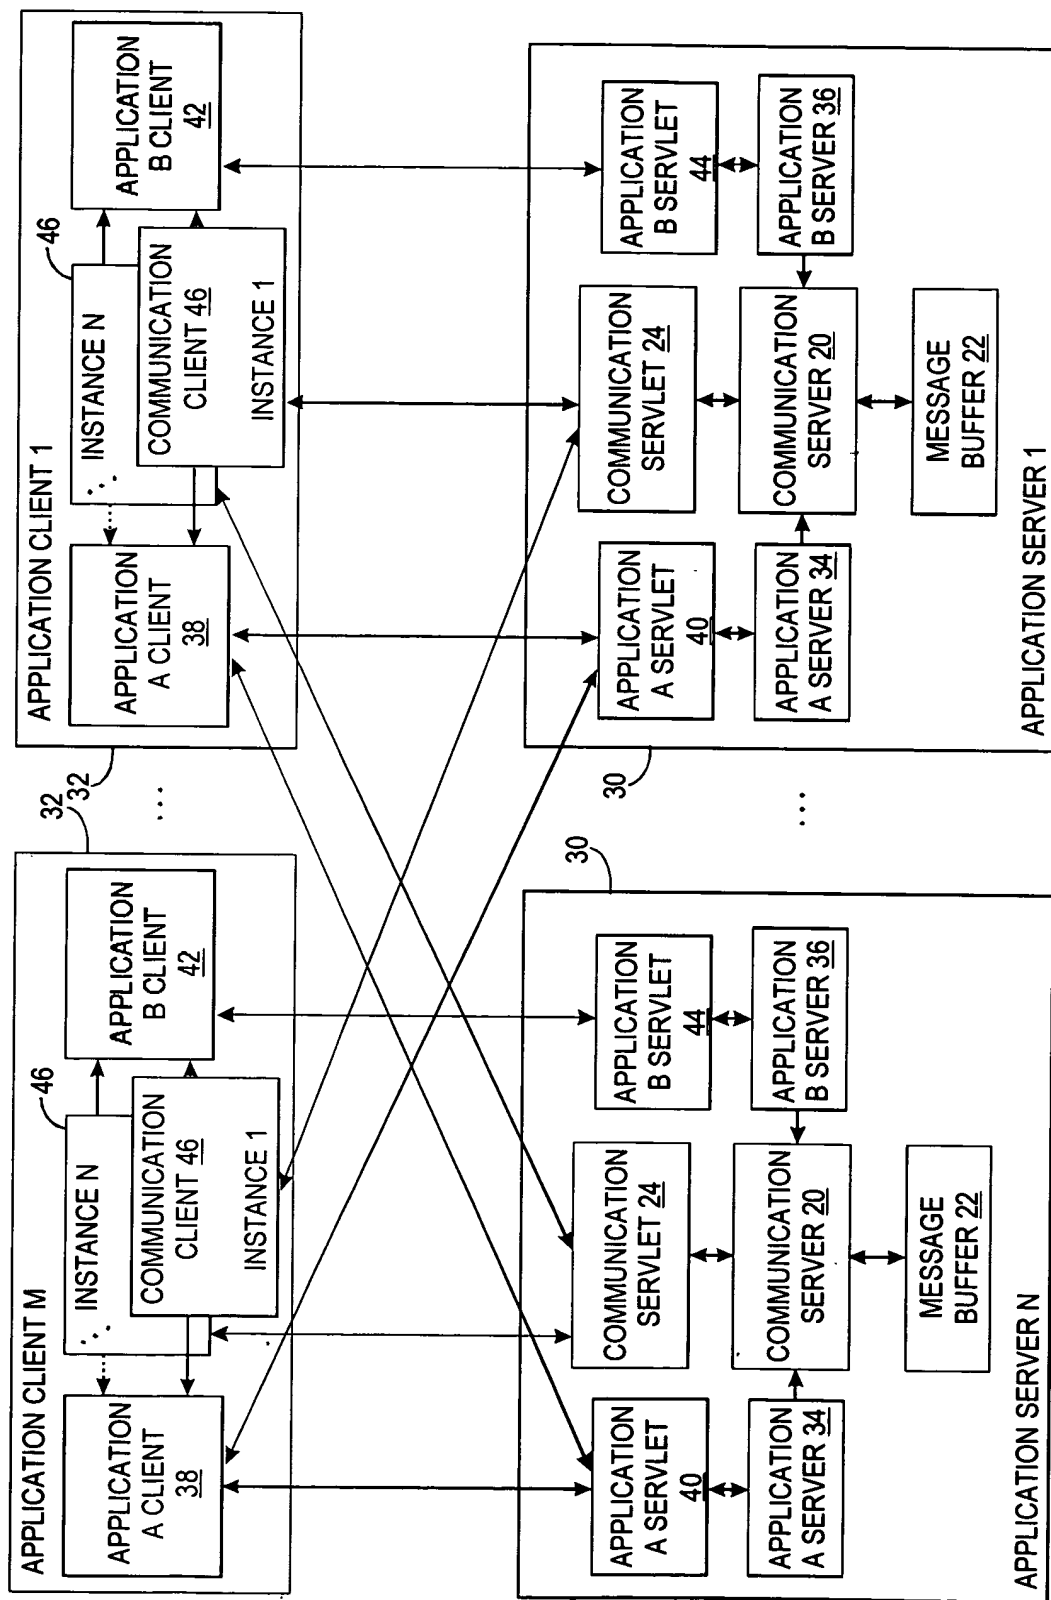 APPLICATION CLIENT M
46
INSTANCE N
APPLICATION
A CLIENT
38
COMMUNICATION
CLIENT 46
INSTANCE 1
APPLICATION
B CLIENT
42
32
...
32
APPLICATION CLIENT 1
46
INSTANCE N
APPLICATION
A CLIENT
38
COMMUNICATION
CLIENT 46
INSTANCE 1
APPLICATION
B CLIENT
42
30
APPLICATION
A SERVLET
40
COMMUNICATION
SERVLET 24
APPLICATION
B SERVLET
44
APPLICATION
A SERVER 34
COMMUNICATION
SERVER 20
APPLICATION
B SERVER 36
MESSAGE
BUFFER 22
APPLICATION SERVER N
...
30
APPLICATION
A SERVLET
40
COMMUNICATION
SERVLET 24
APPLICATION
B SERVLET
44
APPLICATION
A SERVER 34
COMMUNICATION
SERVER 20
APPLICATION
B SERVER 36
MESSAGE
BUFFER 22
APPLICATION SERVER 1